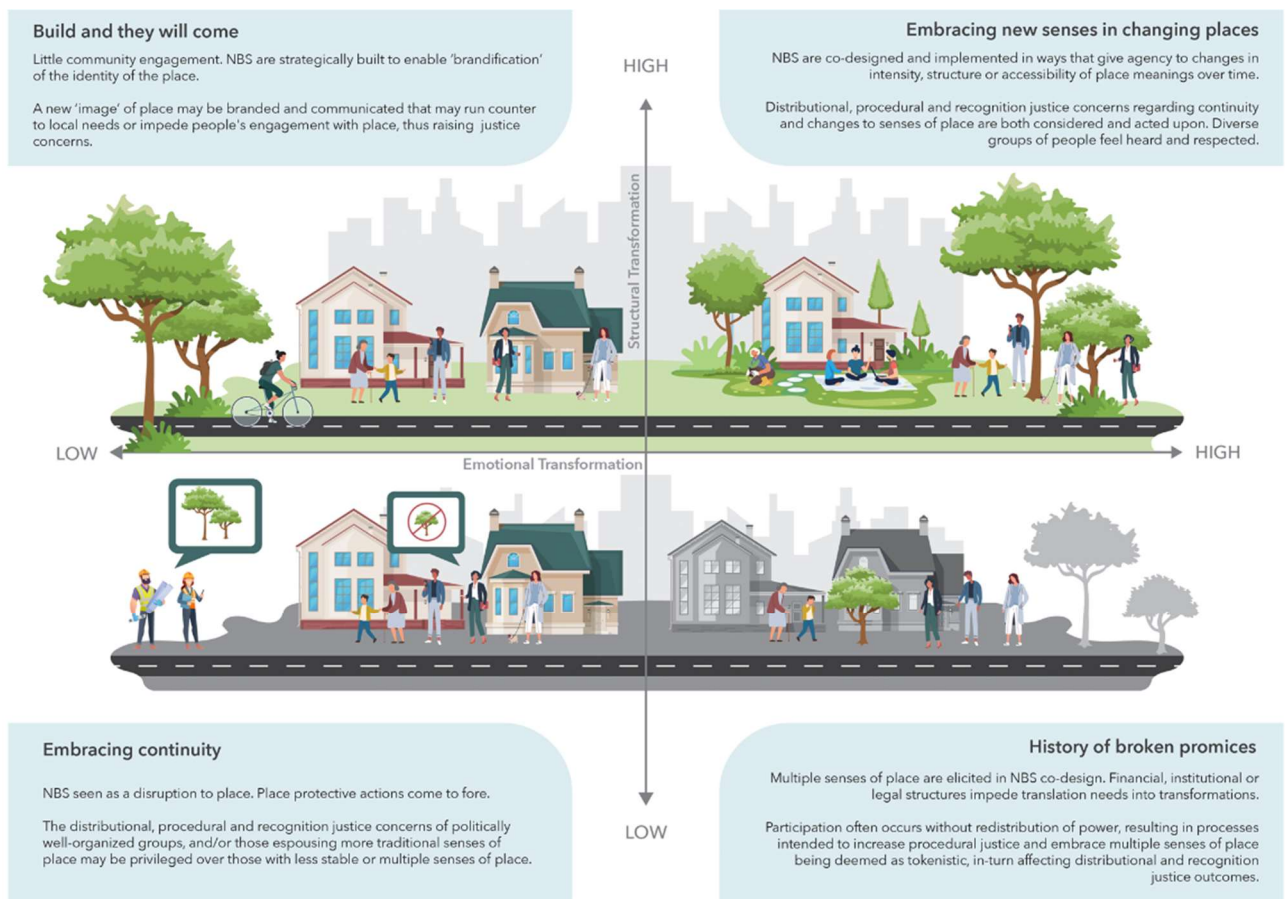 Build and they will come
Little community engagement. NBS are strategically built to enable 'brandification'
of the identity of the place.
A new 'image' of place may be branded and communicated that may run counter
to local needs or impede people's engagement with place, thus raising justice
concerns.
HIGH
Embracing new senses in changing places
NBS are co-designed and implemented in ways that give agency to changes in
intensity, structure or accessibility of place meanings over time.
Distributional, procedural and recognition justice concerns regarding continuity
and changes to senses of place are both considered and acted upon. Diverse
groups of people feel heard and respected.
Structural Transformation
LOW
HIGH
Emotional Transformation
Embracing continuity
NBS seen as a disruption to place. Place protective actions come to fore.
The distributional, procedural and recognition justice concerns of politically
well-organized groups, and/or those espousing more traditional senses of
place may be privileged over those with less stable or multiple senses of place.
LOW
History of broken promices
Multiple senses of place are elicited in NBS co-design. Financial, institutional or
legal structures impede translation needs into transformations.
Participation often occurs without redistribution of power, resulting in processes
intended to increase procedural justice and embrace multiple senses of place
being deemed as tokenistic, in-turn affecting distributional and recognition
justice outcomes.